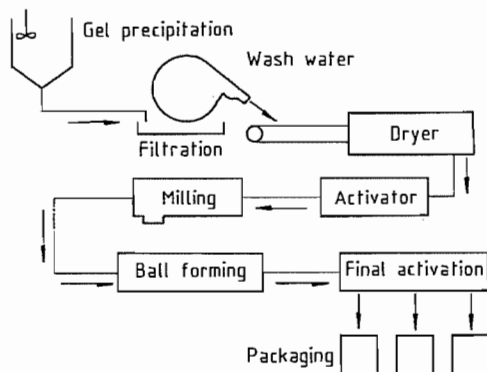 Gel precipitation
Wash water
Filtration
Dryer
Milling
Activator
Ball forming
Final activation
Packaging